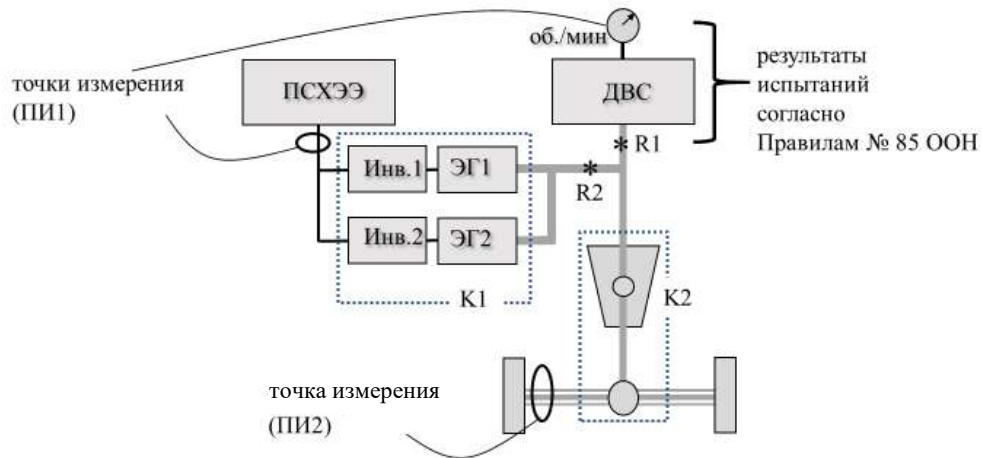 об./мин
точки измерения
(ПИ1)
ПСХЭЭ
ДВС
результаты
испытаний
согласно
Правилам № 85 ООН
R1
Инв.1
ЭГ1
R2
Инв.2
ЭГ2
K1
K2
точка измерения
(ПИ2)